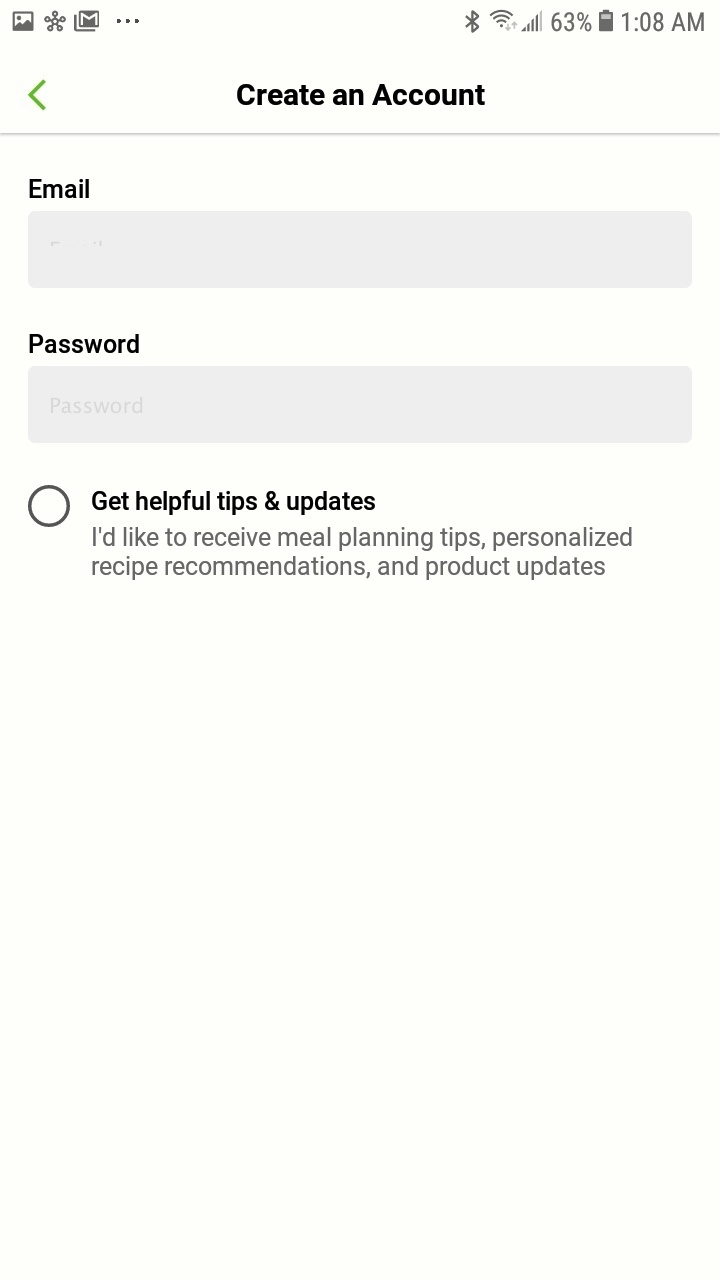 63% 1:08 AM
Create an Account
Email
Password
Password
Get helpful tips & updates
I'd like to receive meal planning tips, personalized
recipe recommendations, and product updates